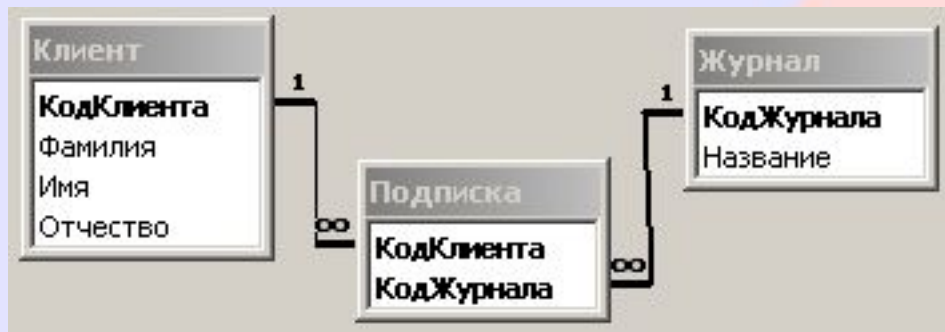 Клиент
КодКлиента
Фамилия
Имя
Отчество
1
∞
Подписка
КодКлиента
КодЖурнала
∞
1
Журнал
КодЖурнала
Название